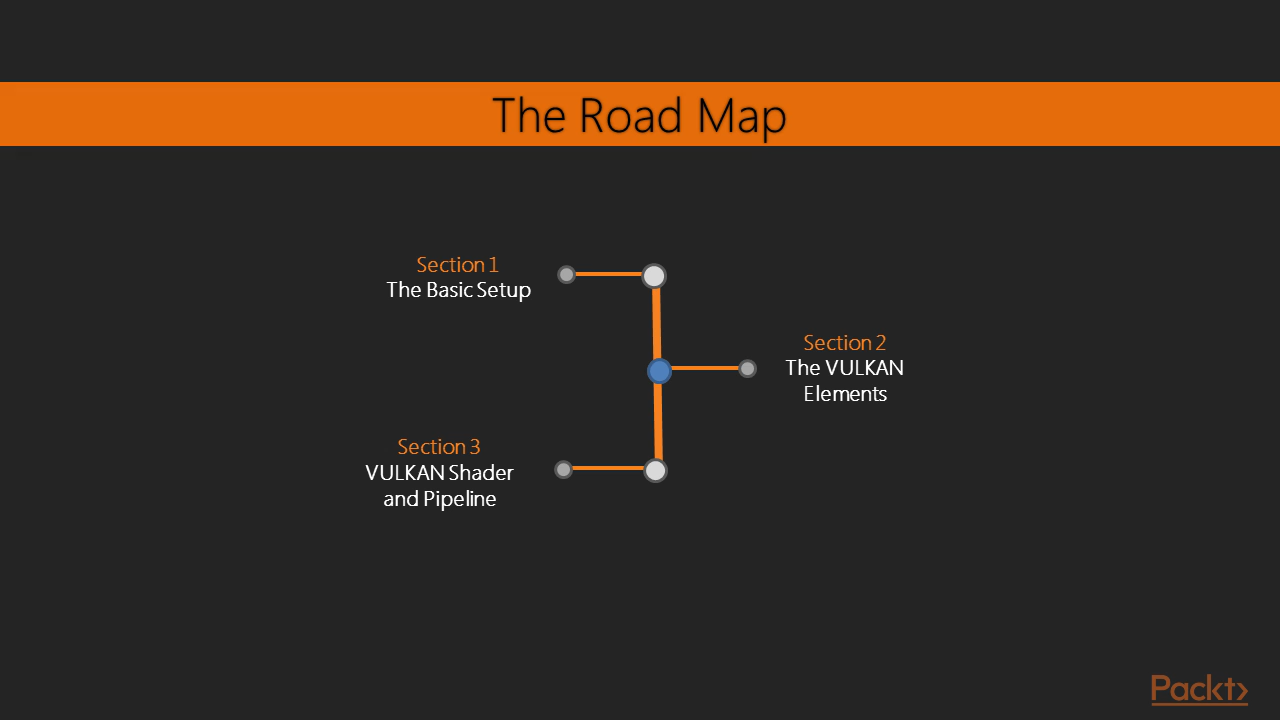 The Road Map
Section 1
The Basic Setup
Section 2
The VULKAN
Elements
Section 3
VULKAN Shader
and Pipeline
Packt